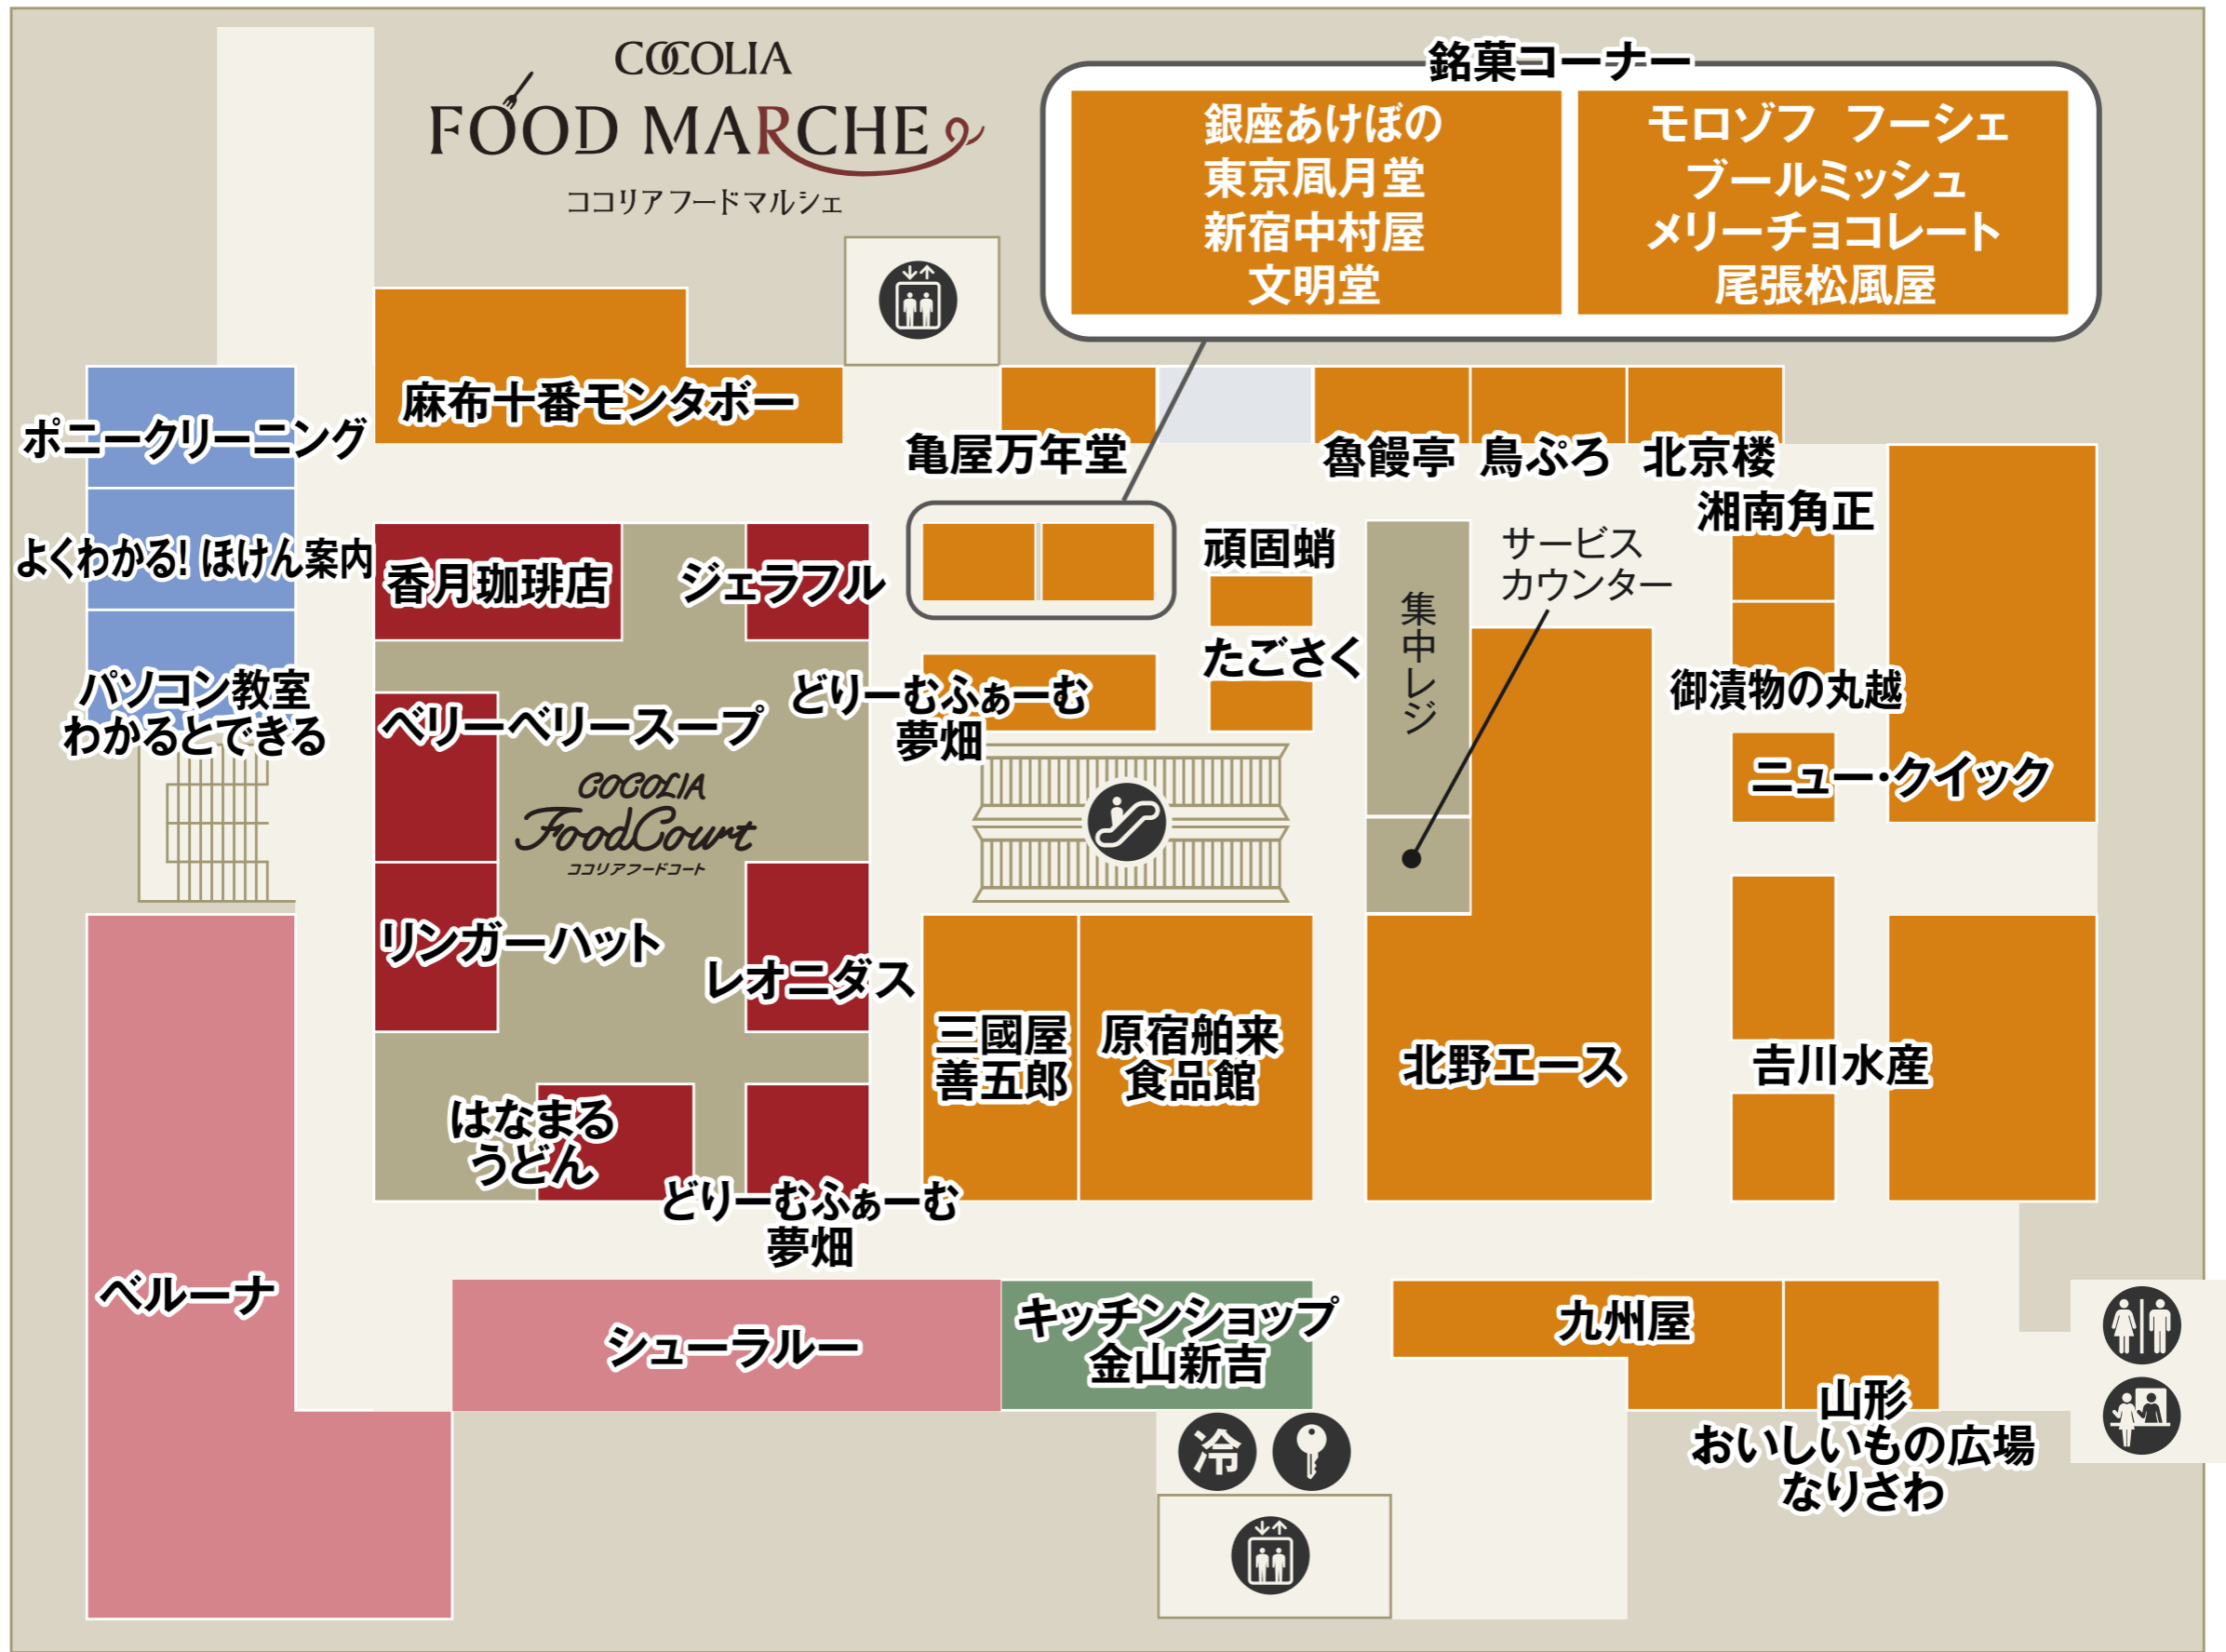 COCOLIA
FOOD MARCHE
ココリア フードマルシェ
銘菓コーナー
銀座あけぼの
東京凮月堂
新宿中村屋
文明堂
モロゾフ フーシェ
ブールミッシュ
メリーチョコレート
尾張松風屋
麻布十番モンタボー
亀屋万年堂
魯饅亭
鳥ぷろ
北京楼
ポニークリーニング
よくわかる! ほけん案内
パソコン教室
わかるとできる
香月珈琲店
ジェラフル
頑固蛸
サービス
カウンター
湘南角正
たごさく
集中レジ
御漬物の丸越
ベリーベリースープ
どりーむふぁーむ
夢畑
ニュー・クイック
COCOLIA
FoodCourt
ココリアフードコート
リンガーハット
レオニダス
三國屋
善五郎
原宿舶来
食品館
北野エース
𠮷川水産
はなまる
うどん
どりーむふぁーむ
夢畑
ベルーナ
シューラルー
キッチンショップ
金山新吉
九州屋
山形
おいしいもの広場
なりさわ
冷